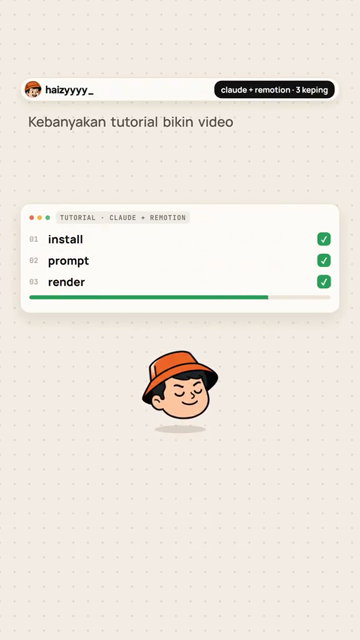 haizyyyy_
claude + remotion · 3 keping
Kebanyakan tutorial bikin video
TUTORIAL · CLAUDE + REMOTION
01 install
02 prompt
03 render